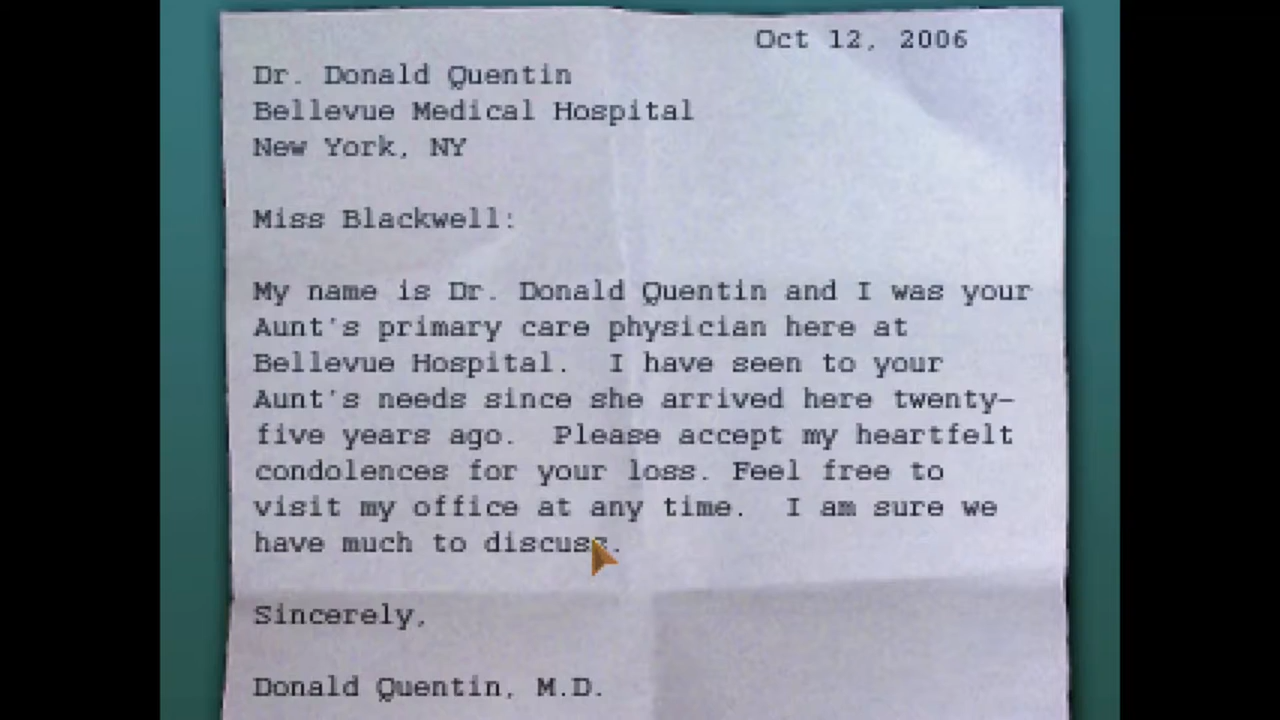 Oct 12, 2006
Dr. Donald Quentin
Bellevue Medical Hospital
New York, NY
Miss Blackwell:
My name is Dr. Donald Quentin and I was your
Aunt's primary care physician here at
Bellevue Hospital.  I have seen to your
Aunt's needs since she arrived here twenty-
five years ago.  Please accept my heartfelt
condolences for your loss. Feel free to
visit my office at any time.  I am sure we
have much to discuss.
Sincerely,
Donald Quentin, M.D.